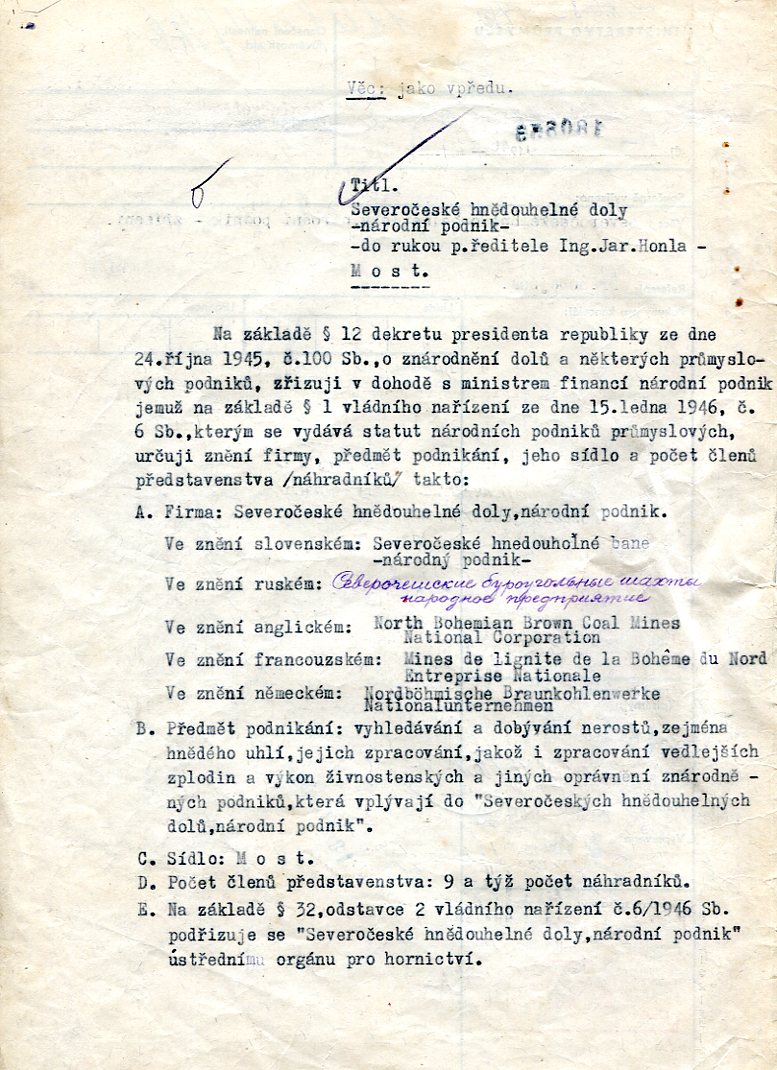 Věc: jako vpředu.
Titl.
Severočeské hnědouhelné doly
-národní podnik-
-do rukou p.ředitele Ing.Jar.Honla -
M o s t.
Na základě § 12 dekretu presidenta republiky ze dne
24.října 1945, č.100 Sb.,o znárodnění dolů a některých průmyslo-
vých podniků, zřizuji v dohodě s ministrem financí národní podnik
jemuž na základě § 1 vládního nařízení ze dne 15.ledna 1946, č.
6 Sb.,kterým se vydává statut národních podniků průmyslových,
určuji znění firmy, předmět podnikání, jeho sídlo a počet členů
představenstva /náhradníků/ takto:
A. Firma: Severočeské hnědouhelné doly,národní podnik.
Ve znění slovenském: Severočeské hnedouholné bane
-národný podnik-
Ve znění ruském: Северочешские буроугольные шахты
народное предприятие
Ve znění anglickém: North Bohemian Brown Coal Mines
National Corporation
Ve znění francouzském: Mines de lignite de la Bohême du Nord
Entreprise Nationale
Ve znění německém: Nordböhmische Braunkohlenwerke
Nationalunternehmen
B. Předmět podnikání: vyhledávání a dobývání nerostů,zejména
hnědého uhlí,jejich zpracování,jakož i zpracování vedlejších
zplodin a výkon živnostenských a jiných oprávnění znárodně -
ných podniků,která vplývají do "Severočeských hnědouhelných
dolů,národní podnik".
C. Sídlo: M o s t.
D. Počet členů představenstva: 9 a týž počet náhradníků.
E. Na základě § 32,odstavce 2 vládního nařízení č.6/1946 Sb.
podřizuje se "Severočeské hnědouhelné doly,národní podnik"
ústřednímu orgánu pro hornictví.